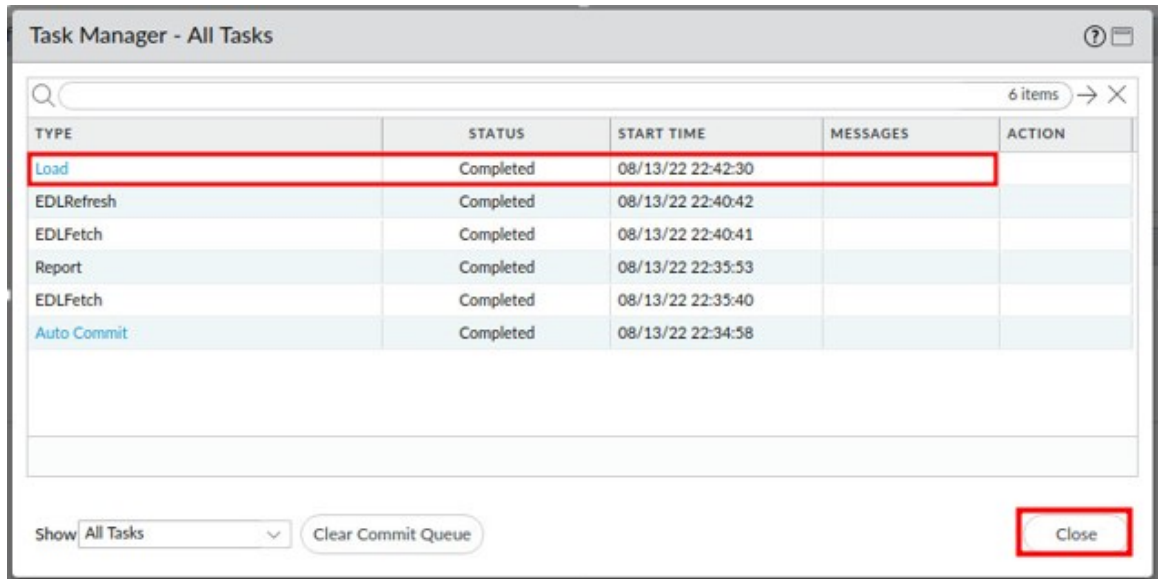 Task Manager - All Tasks
6 items
TYPE STATUS START TIME MESSAGES ACTION
Load Completed 08/13/22 22:42:30
EDLRefresh Completed 08/13/22 22:40:42
EDLFetch Completed 08/13/22 22:40:41
Report Completed 08/13/22 22:35:53
EDLFetch Completed 08/13/22 22:35:40
Auto Commit Completed 08/13/22 22:34:58
Show All Tasks Clear Commit Queue Close